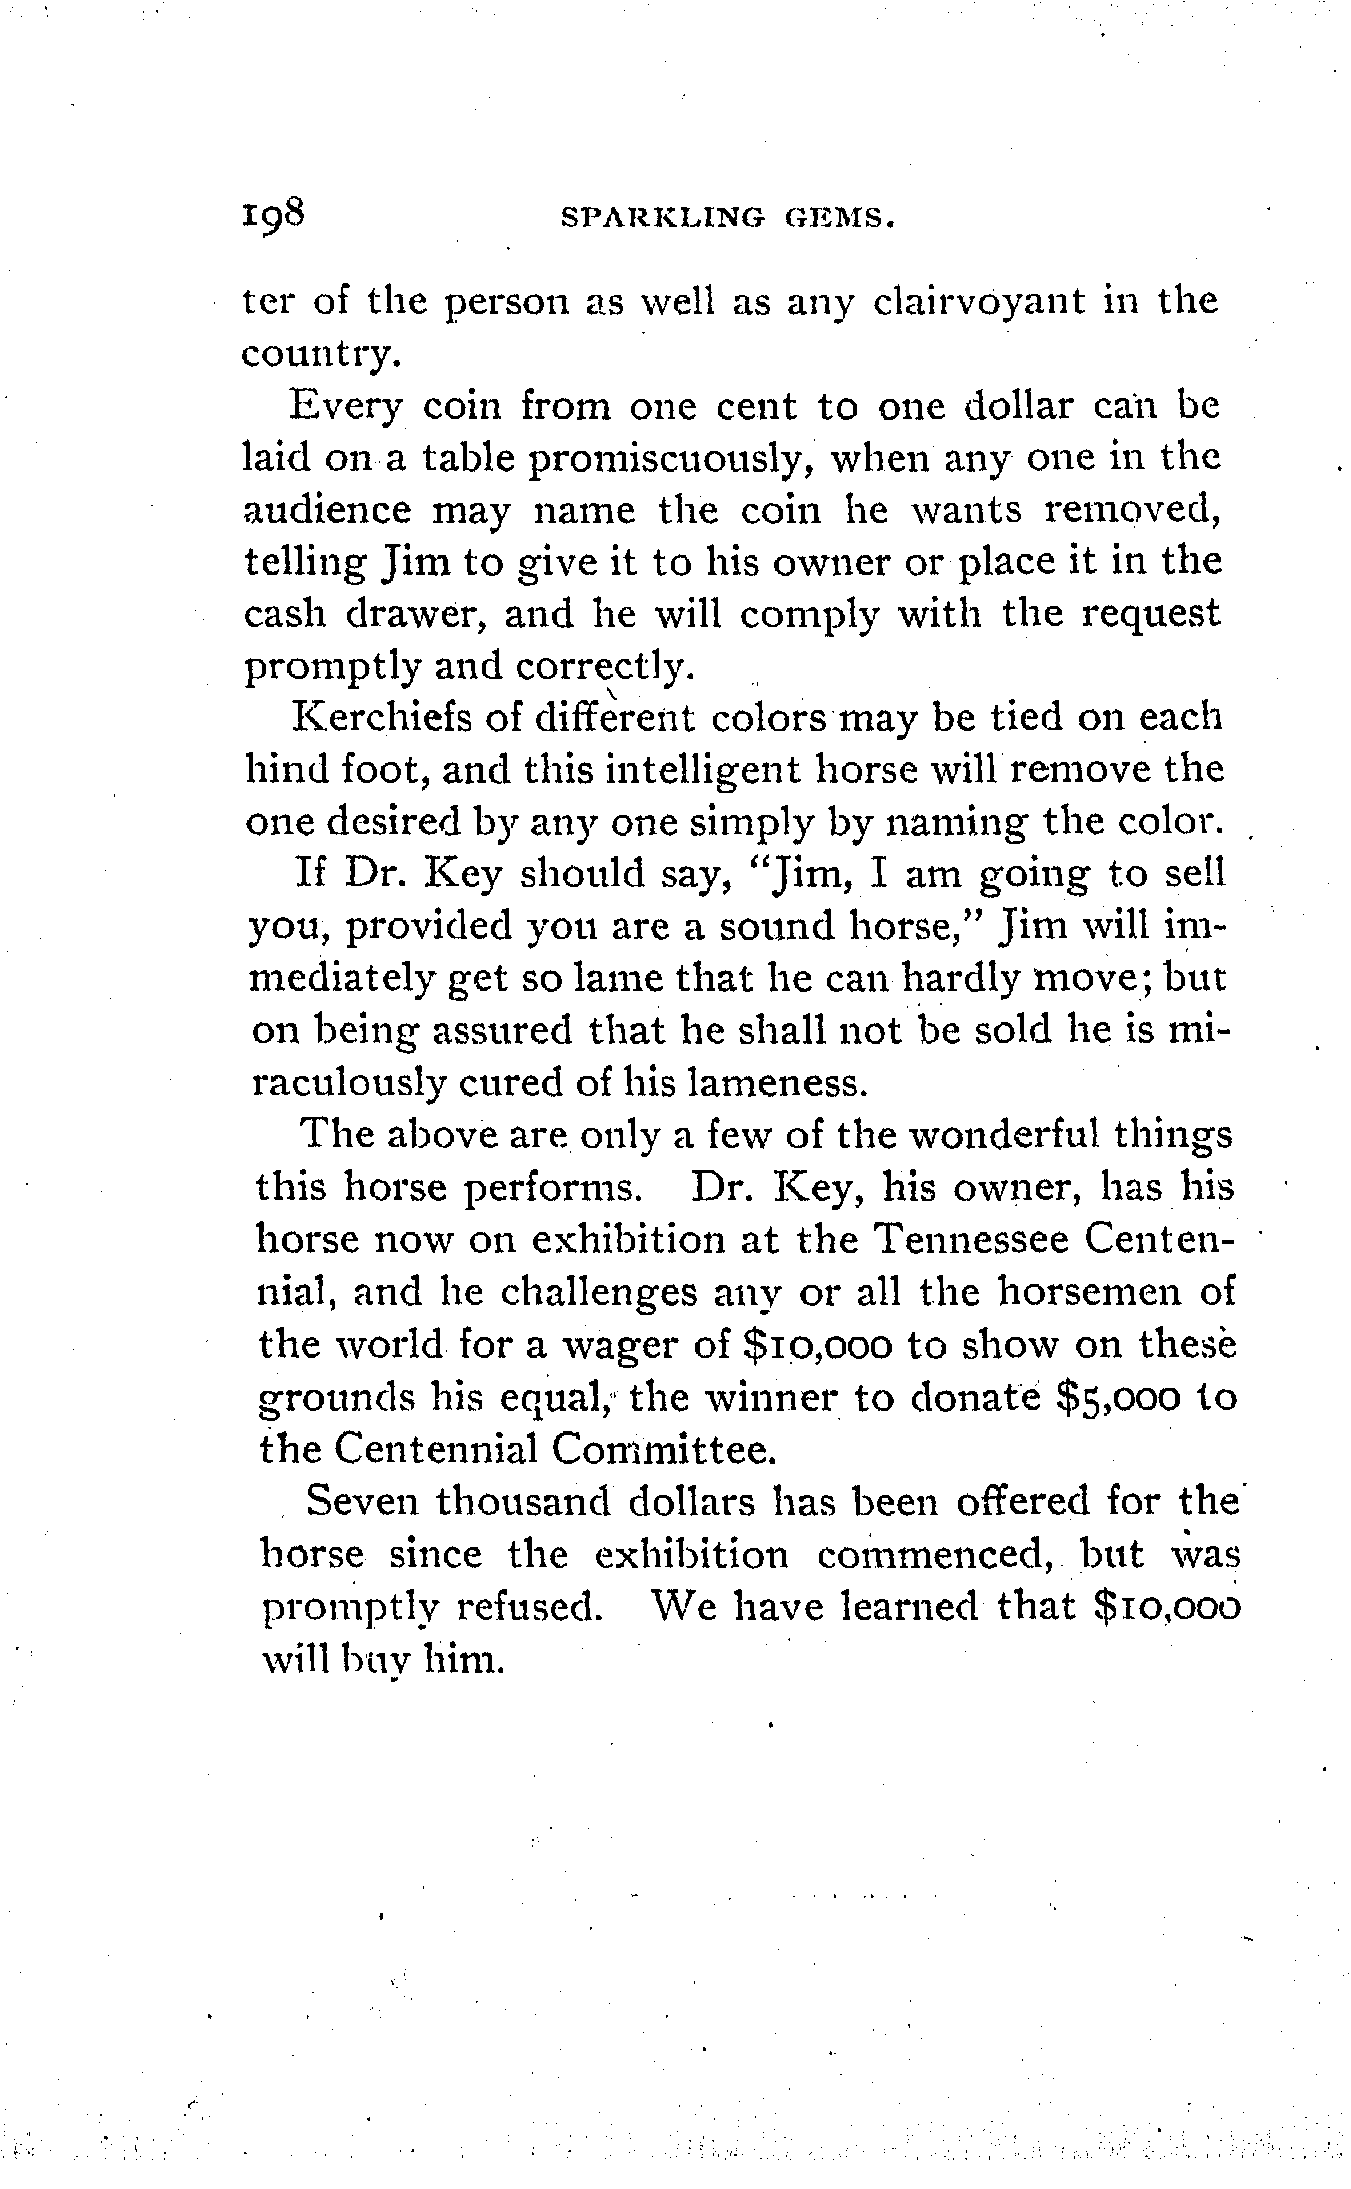 198 SPARKLING GEMS.
ter of the person as well as any clairvoyant in the
country.
Every coin from one cent to one dollar can be
laid on a table promiscuously, when any one in the
audience may name the coin he wants removed,
telling Jim to give it to his owner or place it in the
cash drawer, and he will comply with the request
promptly and correctly.
Kerchiefs of different colors may be tied on each
hind foot, and this intelligent horse will remove the
one desired by any one simply by naming the color.
If Dr. Key should say, "Jim, I am going to sell
you, provided you are a sound horse," Jim will im-
mediately get so lame that he can hardly move; but
on being assured that he shall not be sold he is mi-
raculously cured of his lameness.
The above are only a few of the wonderful things
this horse performs. Dr. Key, his owner, has his
horse now on exhibition at the Tennessee Centen-
nial, and he challenges any or all the horsemen of
the world for a wager of $10,000 to show on these
grounds his equal, the winner to donate $5,000 to
the Centennial Committee.
Seven thousand dollars has been offered for the
horse since the exhibition commenced, but was
promptly refused. We have learned that $10,000
will buy him.